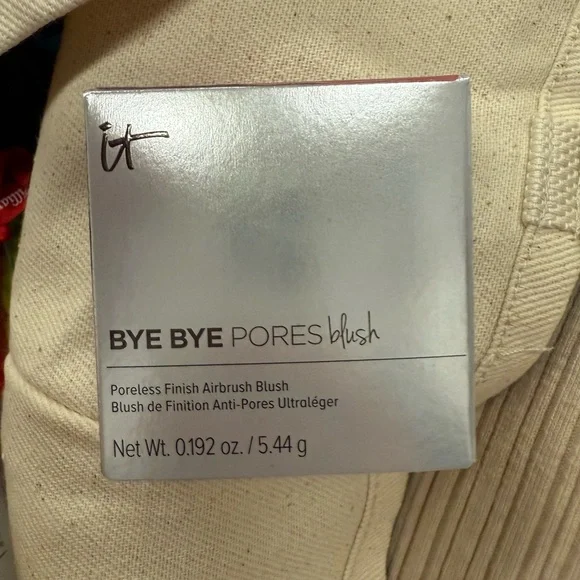 it
BYE BYE PORES blush
Poreless Finish Airbrush Blush
Blush de Finition Anti-Pores Ultraléger
Net Wt. 0.192 oz. / 5.44 g